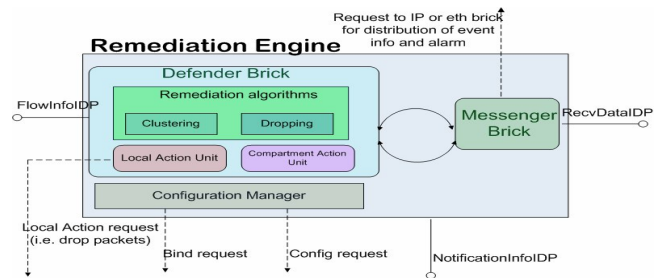 Request to IP or eth brick
for distribution of event
info and alarm
Remediation Engine
Defender Brick
Remediation algorithms
FlowInfoIDP
Clustering
Dropping
Messenger
Brick
RecvDataIDP
Local Action Unit
Compartment Action
Unit
Configuration Manager
Local Action request
(i.e. drop packets)
Bind request
Config request
NotificationInfoIDP